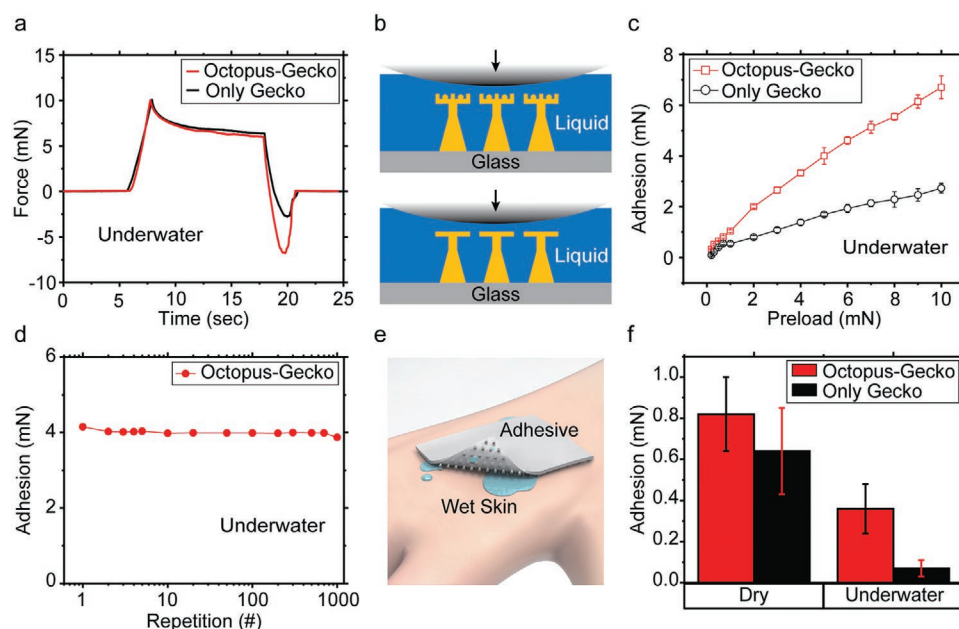 a
Octopus-Gecko
Only Gecko
15
10
5
0
-5
-10
Force (mN)
Underwater
0
5
10
15
20
25
Time (sec)
b
Liquid
Glass
Liquid
Glass
c
Octopus-Gecko
Only Gecko
8
6
4
2
0
Adhesion (mN)
Underwater
0
2
4
6
8
10
Preload (mN)
d
Octopus-Gecko
6
4
2
0
Adhesion (mN)
Underwater
1
10
100
1000
Repetition (#)
e
Adhesive
Wet Skin
f
Octopus-Gecko
Only Gecko
1.0
0.8
0.6
0.4
0.2
0.0
Adhesion (mN)
Dry
Underwater